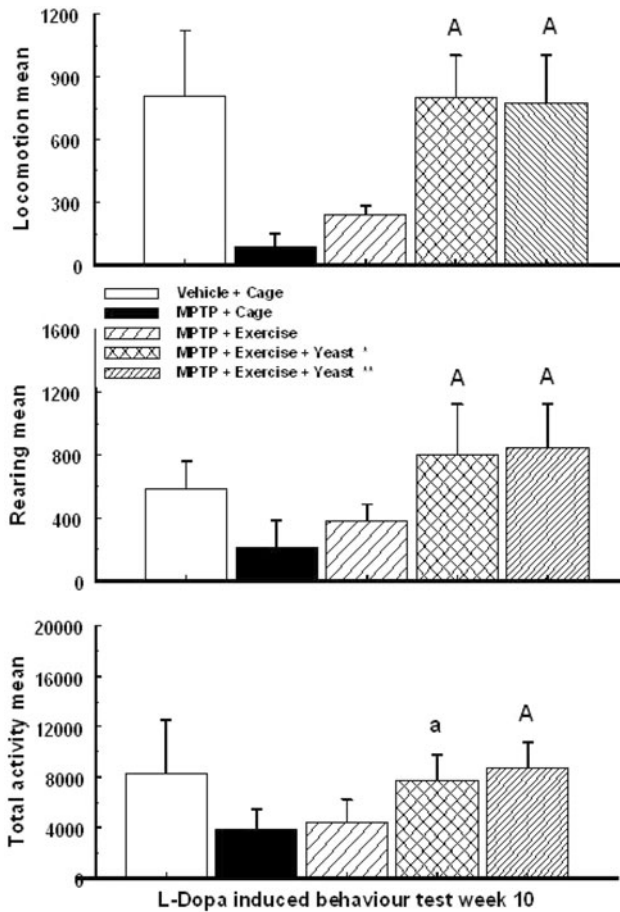 Locomotion mean
1200
900
600
300
0
A
A
Vehicle + Cage
MPTP + Cage
MPTP + Exercise
MPTP + Exercise + Yeast *
MPTP + Exercise + Yeast **
Rearing mean
1600
1200
800
400
0
A
A
Total activity mean
20000
16000
12000
8000
4000
0
a
A
L-Dopa induced behaviour test week 10